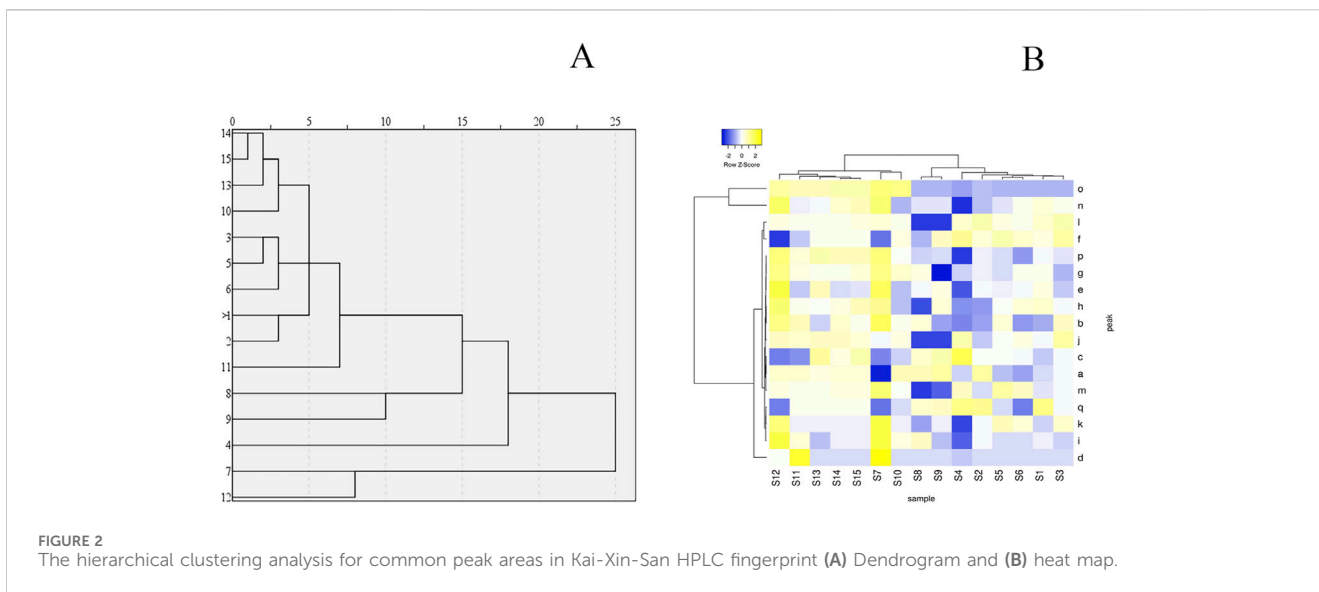 A
B
0 5 10 15 20 25
14
15
13
10
3
5
6
1
2
11
8
9
4
7
12
-2 0 2
Row Z-Score
o
n
l
f
p
g
e
h
b
j
c
a
m
q
k
i
d
peak
S12 S11 S13 S14 S15 S7 S10 S8 S9 S4 S2 S5 S6 S1 S3
sample
FIGURE 2
The hierarchical clustering analysis for common peak areas in Kai-Xin-San HPLC fingerprint (A) Dendrogram and (B) heat map.